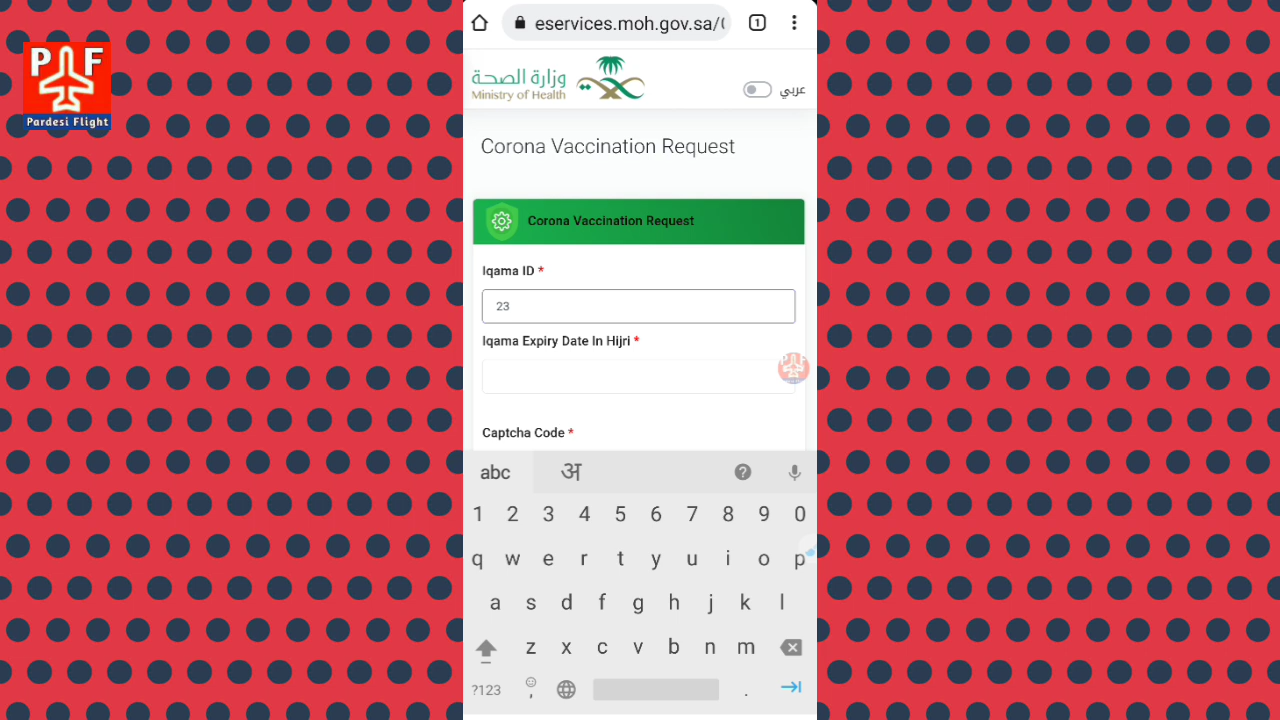 P F
Pardesi Flight
eservices.moh.gov.sa/
1
وزارة الصحة
Ministry of Health
عربي
Corona Vaccination Request
Corona Vaccination Request
Iqama ID *
23
Iqama Expiry Date In Hijri *
P F
Captcha Code *
abc अ ?
1 2 3 4 5 6 7 8 9 0
q w e r t y u i o p
a s d f g h j k l
z x c v b n m
?123 , .